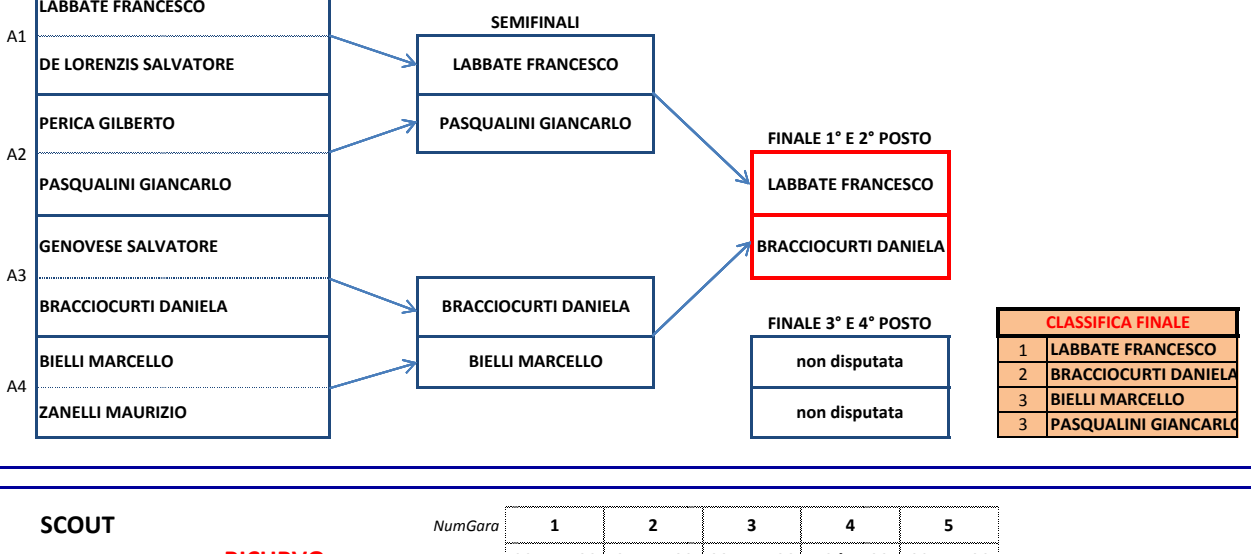 LABBATE FRANCESCO
A1
DE LORENZIS SALVATORE
PERICA GILBERTO
A2
PASQUALINI GIANCARLO
GENOVESE SALVATORE
A3
BRACCIOCURTI DANIELA
BIELLI MARCELLO
A4
ZANELLI MAURIZIO
SEMIFINALI
LABBATE FRANCESCO
PASQUALINI GIANCARLO
BRACCIOCURTI DANIELA
BIELLI MARCELLO
FINALE 1° E 2° POSTO
LABBATE FRANCESCO
BRACCIOCURTI DANIELA
FINALE 3° E 4° POSTO
non disputata
non disputata
CLASSIFICA FINALE
1 LABBATE FRANCESCO
2 BRACCIOCURTI DANIELA
3 BIELLI MARCELLO
3 PASQUALINI GIANCARLO
SCOUT NumGara 1 2 3 4 5
RICURVO